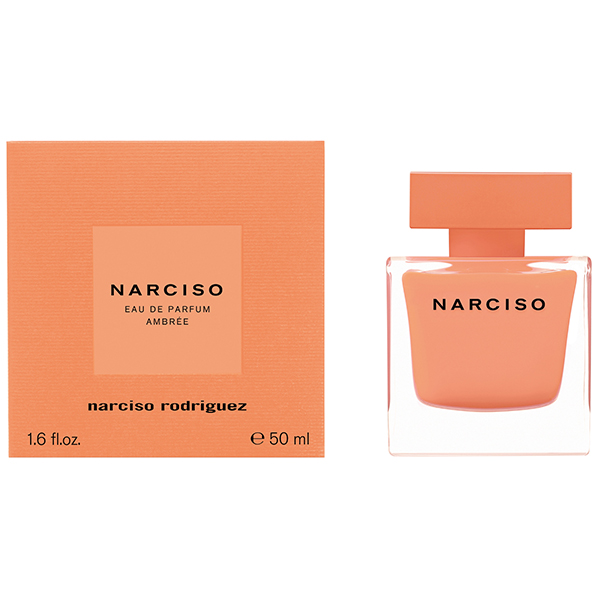 NARCISO
EAU DE PARFUM
AMBRÉE
narciso rodriguez
1.6 fl.oz.
℮ 50 ml
NARCISO